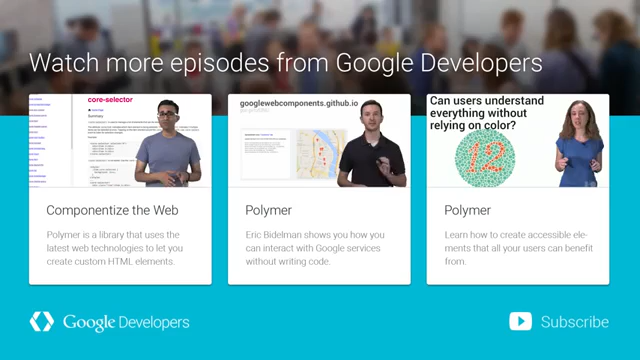 Watch more episodes from Google Developers
core-selector
Summary
googlewebcomponents.github.io
Can users understand
everything without
relying on color?
12
Componentize the Web
Polymer is a library that uses the
latest web technologies to let you
create custom HTML elements.
Polymer
Eric Bidelman shows you how you
can interact with Google services
without writing code.
Polymer
Learn how to create accessible ele-
ments that all your users can benefit
from.
Google Developers
Subscribe